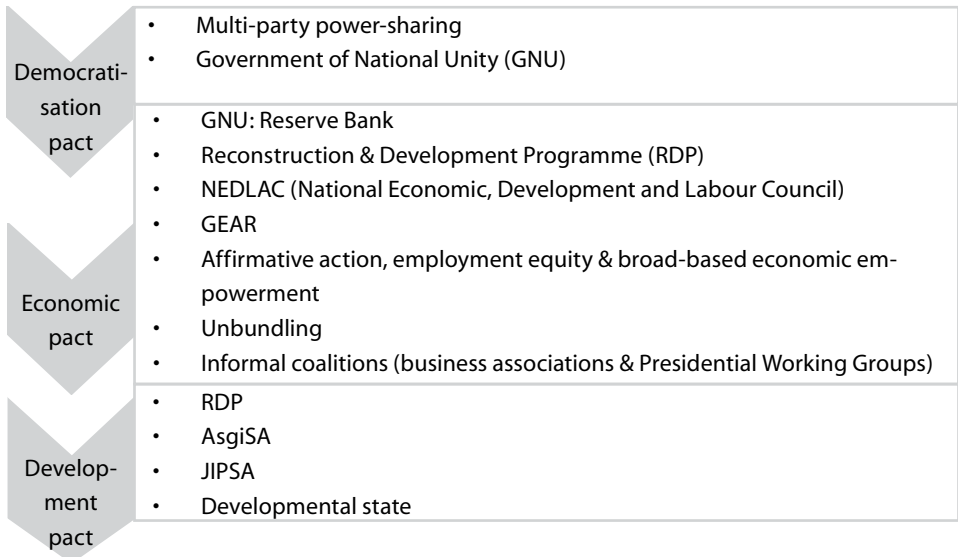 Democrati-
sation
pact
• Multi-party power-sharing
• Government of National Unity (GNU)
Economic
pact
• GNU: Reserve Bank
• Reconstruction & Development Programme (RDP)
• NEDLAC (National Economic, Development and Labour Council)
• GEAR
• Affirmative action, employment equity & broad-based economic em-
powerment
• Unbundling
• Informal coalitions (business associations & Presidential Working Groups)
Develop-
ment
pact
• RDP
• AsgiSA
• JIPSA
• Developmental state